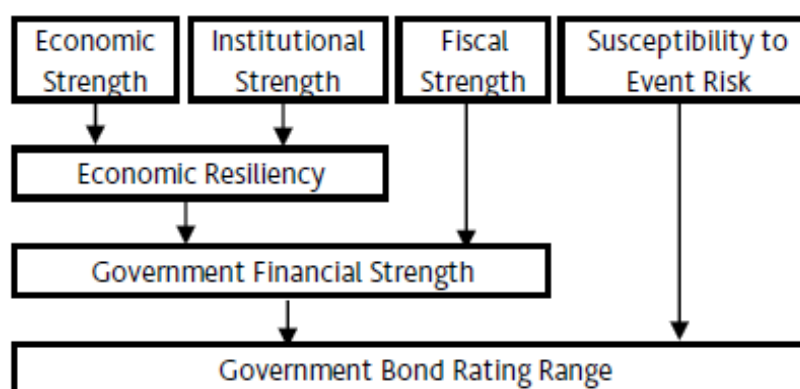 Economic
Strength
Institutional
Strength
Fiscal
Strength
Susceptibility to
Event Risk
Economic Resiliency
Government Financial Strength
Government Bond Rating Range